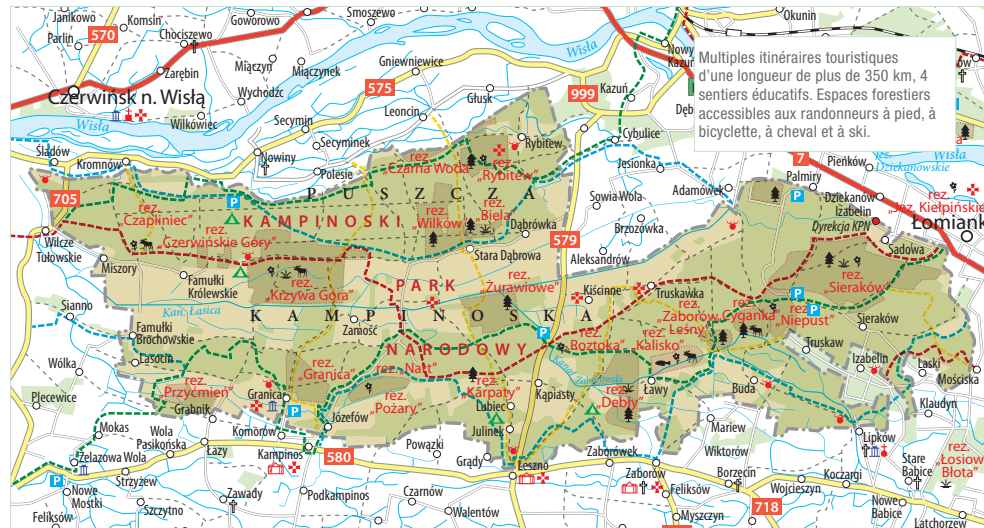 Janikowo
Komsin
Goworowo
Smoszewo
Okunin
Parlin
570
Chociszewo
Wisła
Nowy
Kazuń
Zarębin
Miączyn
Miączynek
Gniewniewice
Multiples itinéraires touristiques
d'une longueur de plus de 350 km, 4
sentiers éducatifs. Espaces forestiers
accessibles aux randonneurs à pied, à
bicyclette, à cheval et à ski.
Czerwińsk n. Wisłą
Wychódźc
575
Głusk
999
Kazuń
Leoncin
Wilkówiec
Secymin
Wisła
Secyminek
Rybitew
Cybulice
7
Śladów
Kromnów
Nowiny
Polesie
rez.
„Czarna Woda"
rez.
„Rybitew"
Jesionka
Pieńków
Jez.
Dziekanowskie
Wisła
705
PUSZCZA
Sowia Wola
Adamówek
Palmiry
Dziekanów
rez.
„Czapliniec"
KAMPINOSKI
rez.
„Wilków"
rez.
„Biela"
Izabelin
Dyrekcja KPN
rez.
„Jez. Kiełpińskie"
Łomianki
Wilcze
Tułowskie
rez.
„Czerwińskie Góry"
Dąbrówka
579
Brzozówka
Sadowa
Miszory
Stara Dąbrowa
Aleksandrów
Famułki
Królewskie
rez.
„Krzywa Góra"
PARK
rez.
„Żurawiowe"
Kiścinne
Truskawka
rez.
Sieraków
Sianno
Kan. Łasica
KAMPINOSKA
rez.
„Zaborów
Leśny
rez.
„Cyganka"
rez.
„Niepust"
Zamość
Sieraków
Famułki
Brochowskie
NARODOWY
rez.
„Roztoka"
rez.
„Kalisko"
Truskaw
Wólka
Lasocin
rez.
„Granica"
rez.
„Nart"
rez.
„Karpaty"
Izabelin
Laski
Mościska
rez.
„Przyćmień"
Granica
rez.
„Pożary"
Kapiasty
rez.
„Debły"
Ławy
Buda
Plecewice
Grabnik
Józefów
Lubiec
Klaudyn
Mokas
Wola
Pasikońska
Komorów
Julinek
Mariew
Lipków
rez.
„Łosiowe
Błota"
Żelazowa Wola
Łazy
Kampinos
580
Powązki
Grądy
Leszno
Zaborówek
Wiktorów
Stare
Babice
Strzyżew
Zaborów
Borzęcin
Koczargi
Nowe
Mostki
Zawady
Podkampinos
Czarnów
Feliksów
Wojcieszyn
Nowe
Babice
Feliksów
Szczytno
Walentów
Myszczyn
718
Latchorzew